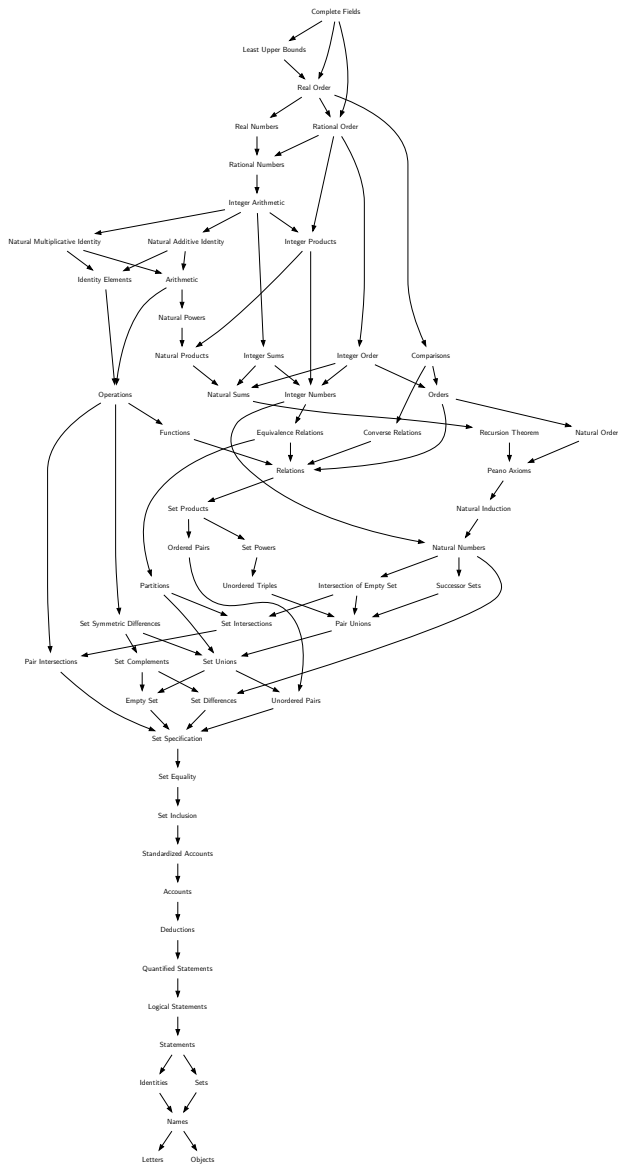 Complete Fields
Least Upper Bounds
Real Order
Real Numbers
Rational Order
Rational Numbers
Integer Arithmetic
Natural Multiplicative Identity
Natural Additive Identity
Integer Products
Identity Elements
Arithmetic
Natural Powers
Natural Products
Integer Sums
Integer Order
Comparisons
Operations
Natural Sums
Integer Numbers
Orders
Functions
Equivalence Relations
Converse Relations
Recursion Theorem
Natural Order
Relations
Peano Axioms
Set Products
Natural Induction
Ordered Pairs
Set Powers
Natural Numbers
Partitions
Unordered Triples
Intersection of Empty Set
Successor Sets
Set Symmetric Differences
Set Intersections
Pair Unions
Pair Intersections
Set Complements
Set Unions
Empty Set
Set Differences
Unordered Pairs
Set Specification
Set Equality
Set Inclusion
Standardized Accounts
Accounts
Deductions
Quantified Statements
Logical Statements
Statements
Identities
Sets
Names
Letters
Objects